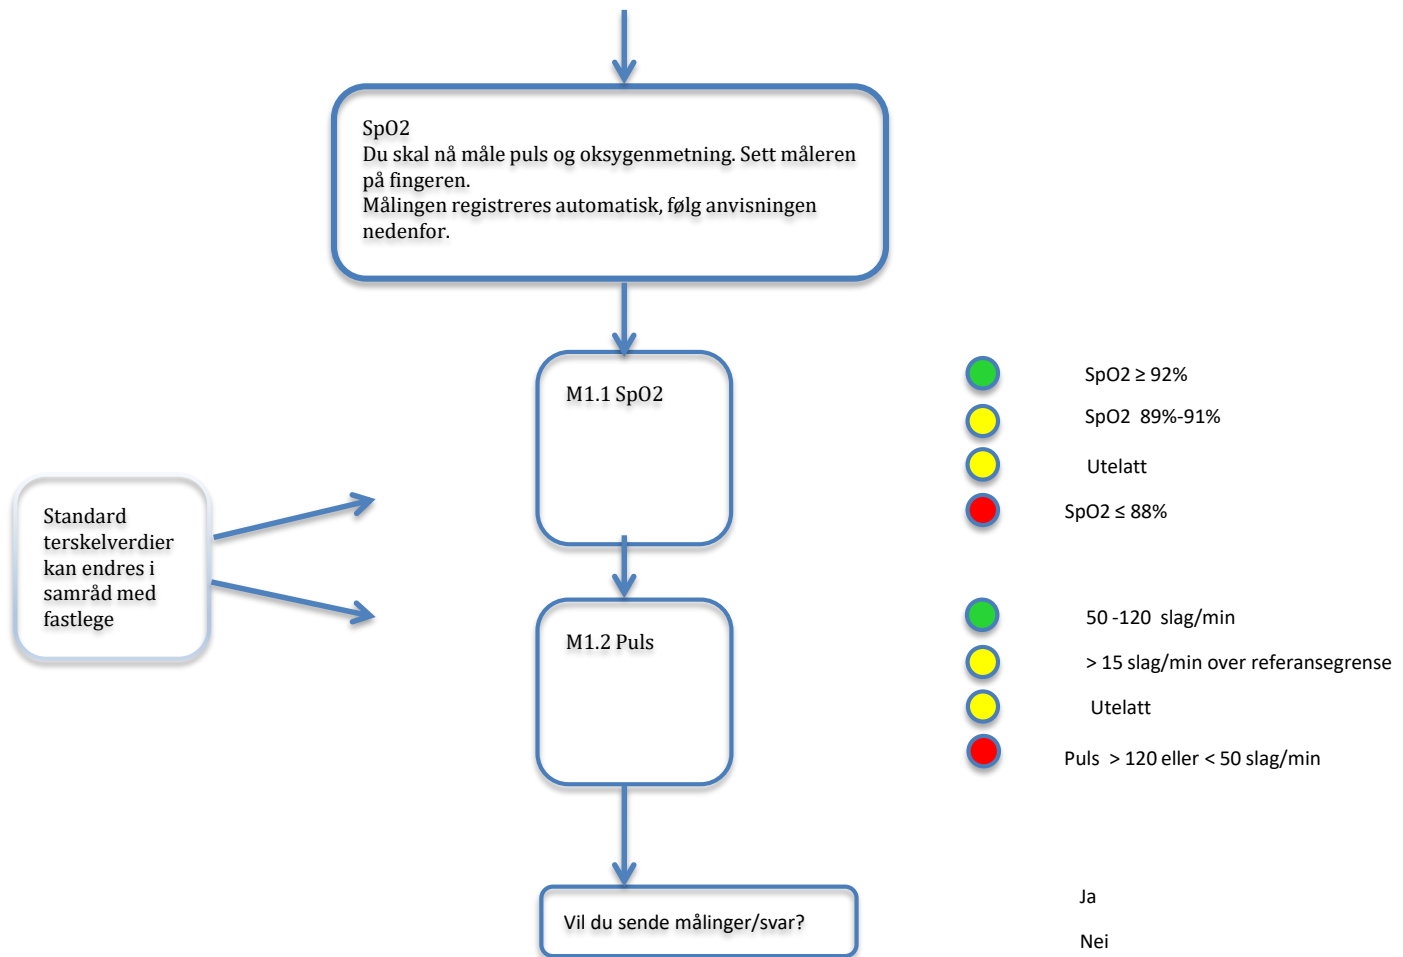 SpO2
Du skal nå måle puls og oksygenmetning. Sett måleren
på fingeren.
Målingen registreres automatisk, følg anvisningen
nedenfor.
M1.1 SpO2
SpO2 ≥ 92%
SpO2 89%-91%
Utelatt
SpO2 ≤ 88%
Standard
terskelverdier
kan endres i
samråd med
fastlege
M1.2 Puls
50 -120 slag/min
> 15 slag/min over referansegrense
Utelatt
Puls > 120 eller < 50 slag/min
Vil du sende målinger/svar?
Ja
Nei